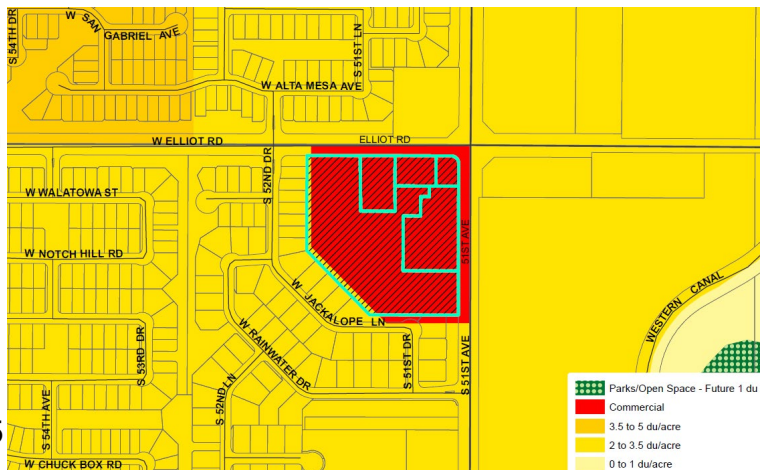 S 54TH DR
W SAN
GABRIEL AVE
S 51ST LN
W ALTA MESA AVE
W ELLIOT RD
ELLIOT RD
S 52ND DR
W WALATOWA ST
W NOTCH HILL RD
51ST AVE
W JACKALOPE LN
WESTERN CANAL
W RAINWATER DR
S 53RD DR
S 51ST DR
S 51ST AVE
S 52ND LN
S 54TH AVE
W CHUCK BOX RD
Parks/Open Space - Future 1 du
Commercial
3.5 to 5 du/acre
2 to 3.5 du/acre
0 to 1 du/acre